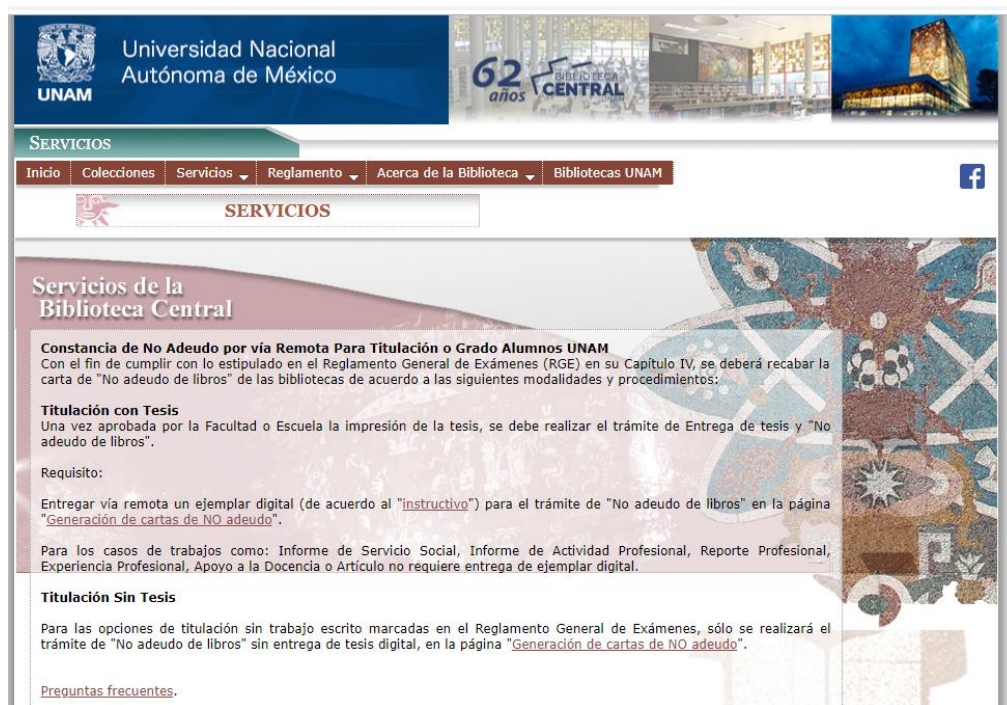 Universidad Nacional
Autónoma de México
UNAM
62
años
BIBLIOTECA
CENTRAL
UNAM
SERVICIOS
Inicio Colecciones Servicios Reglamento Acerca de la Biblioteca Bibliotecas UNAM
SERVICIOS
Servicios de la
Biblioteca Central
Constancia de No Adeudo por vía Remota Para Titulación o Grado Alumnos UNAM
Con el fin de cumplir con lo estipulado en el Reglamento General de Exámenes (RGE) en su Capítulo IV, se deberá recabar la
carta de "No adeudo de libros" de las bibliotecas de acuerdo a las siguientes modalidades y procedimientos:
Titulación con Tesis
Una vez aprobada por la Facultad o Escuela la impresión de la tesis, se debe realizar el trámite de Entrega de tesis y "No
adeudo de libros".
Requisito:
Entregar vía remota un ejemplar digital (de acuerdo al "instructivo") para el trámite de "No adeudo de libros" en la página
"Generación de cartas de NO adeudo".
Para los casos de trabajos como: Informe de Servicio Social, Informe de Actividad Profesional, Reporte Profesional,
Experiencia Profesional, Apoyo a la Docencia o Artículo no requiere entrega de ejemplar digital.
Titulación Sin Tesis
Para las opciones de titulación sin trabajo escrito marcadas en el Reglamento General de Exámenes, sólo se realizará el
trámite de "No adeudo de libros" sin entrega de tesis digital, en la página "Generación de cartas de NO adeudo".
Preguntas frecuentes.